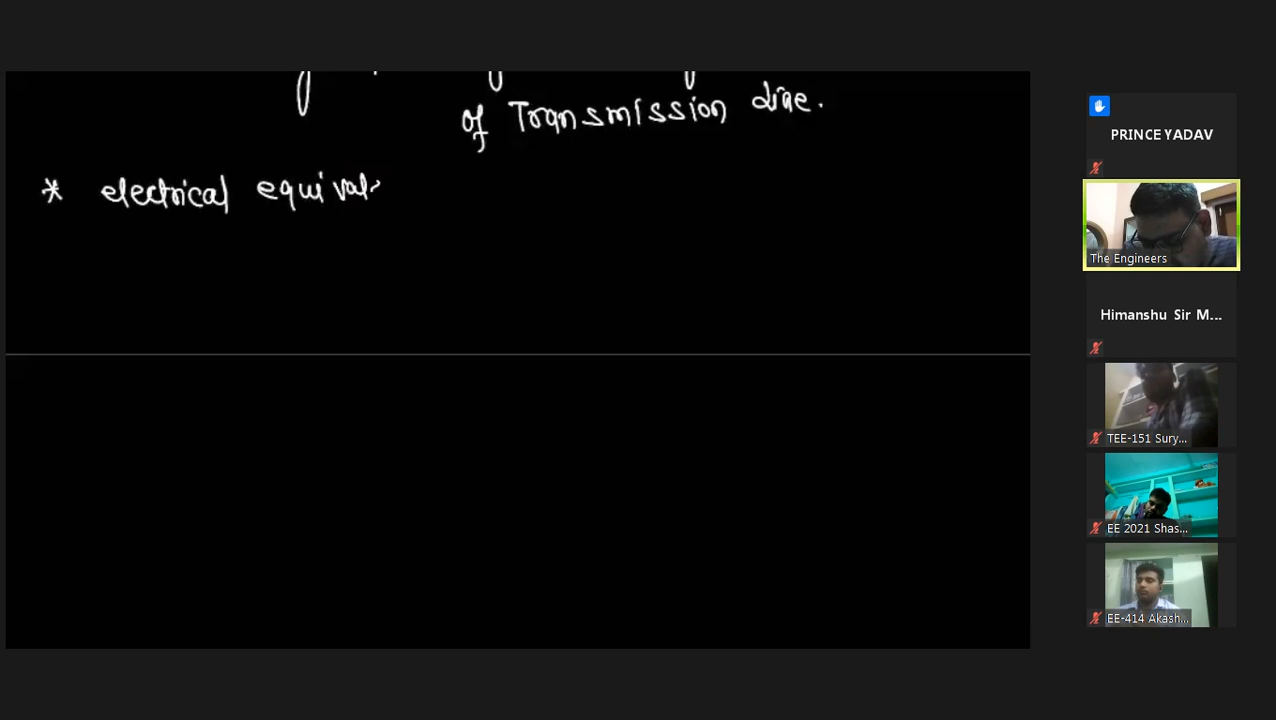 of Transmission line.
* electrical equival
PRINCE YADAV
The Engineers
Himanshu Sir M...
TEE-151 Sury...
EE 2021 Shas...
EE-414 Akash...